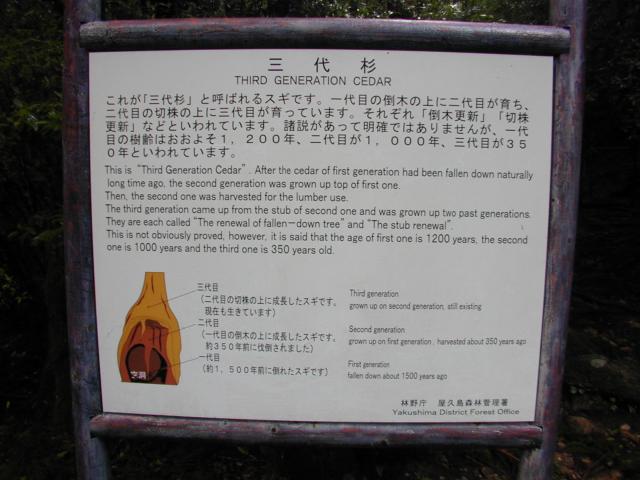 三代杉
THIRD GENERATION CEDAR
これが「三代杉」と呼ばれるスギです。一代目の倒木の上に二代目が育ち、
二代目の切株の上に三代目が育っています。それぞれ「倒木更新」「切株
更新」などといわれています。諸説があって明確ではありませんが、一代
目の樹齢はおおよそ１，２００年、二代目が１，０００年、三代目が３５
０年といわれています。
This is "Third Generation Cedar". After the cedar of first generation had been fallen down naturally
long time ago, the second generation was grown up top of first one.
Then, the second one was harvested for the lumber use.
The third generation came up from the stub of second one and was grown up two past generations.
They are each called "The renewal of fallen-down tree" and "The stub renewal".
This is not obviously proved, however, it is said that the age of first one is 1200 years, the second
one is 1000 years and the third one is 350 years old.
三代目
（二代目の切株の上に成長したスギです。
現在も生きています）
Third generation
grown up on second generation, still existing
二代目
（一代目の倒木の上に成長したスギです。
約３５０年前に伐倒されました）
Second generation
grown up on first generation, harvested about 350 years ago
一代目
（約１，５００年前に倒れたスギです）
First generation
fallen down about 1500 years ago
空洞
林野庁　屋久島森林管理署
Yakushima District Forest Office